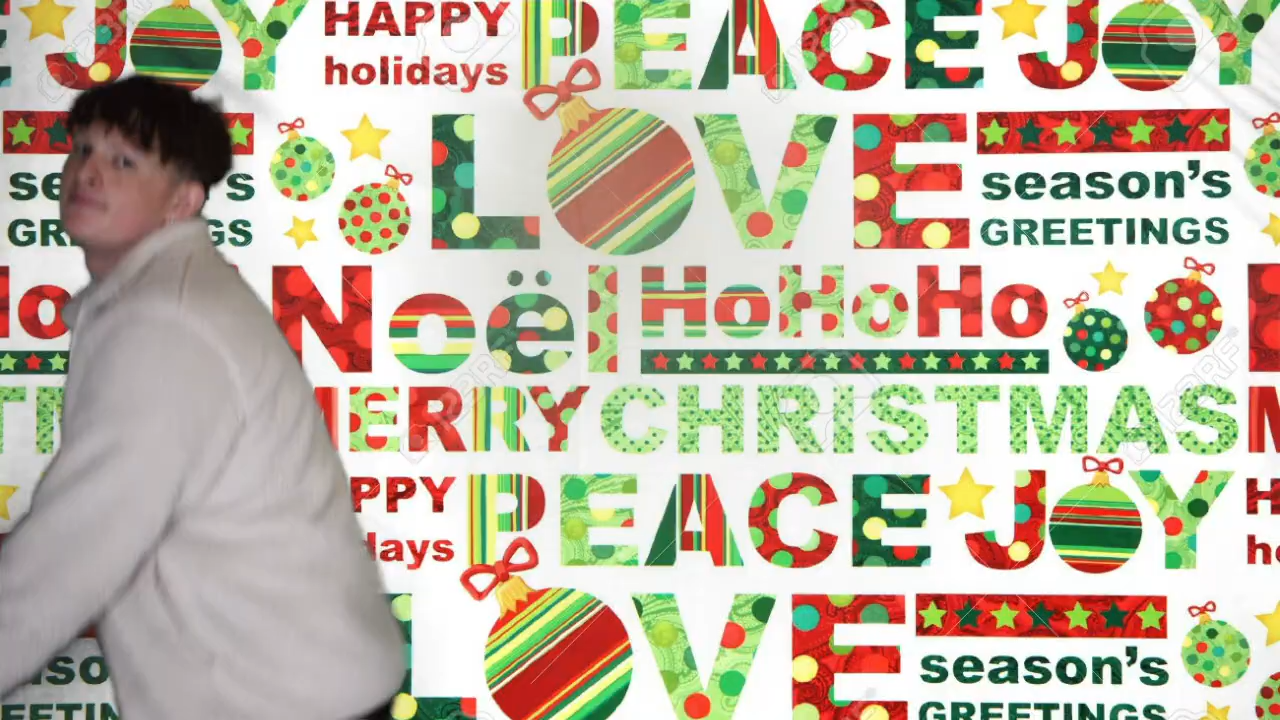 JOY HAPPY PEACE JOY
holidays
LOVE season's
GREETINGS
Noël HoHoHo
MERRY CHRISTMAS
PEACE JOY
LOVE season's
GREETINGS